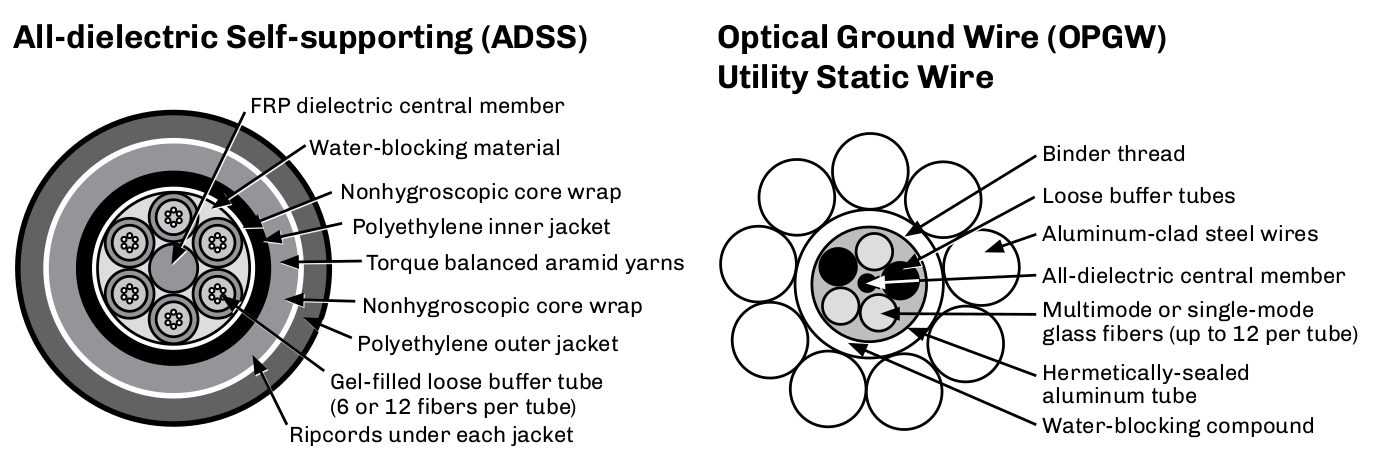 All-dielectric Self-supporting (ADSS)
FRP dielectric central member
Water-blocking material
Nonhygroscopic core wrap
Polyethylene inner jacket
Torque balanced aramid yarns
Nonhygroscopic core wrap
Polyethylene outer jacket
Gel-filled loose buffer tube
(6 or 12 fibers per tube)
Ripcords under each jacket
Optical Ground Wire (OPGW)
Utility Static Wire
Binder thread
Loose buffer tubes
Aluminum-clad steel wires
All-dielectric central member
Multimode or single-mode
glass fibers (up to 12 per tube)
Hermetically-sealed
aluminum tube
Water-blocking compound